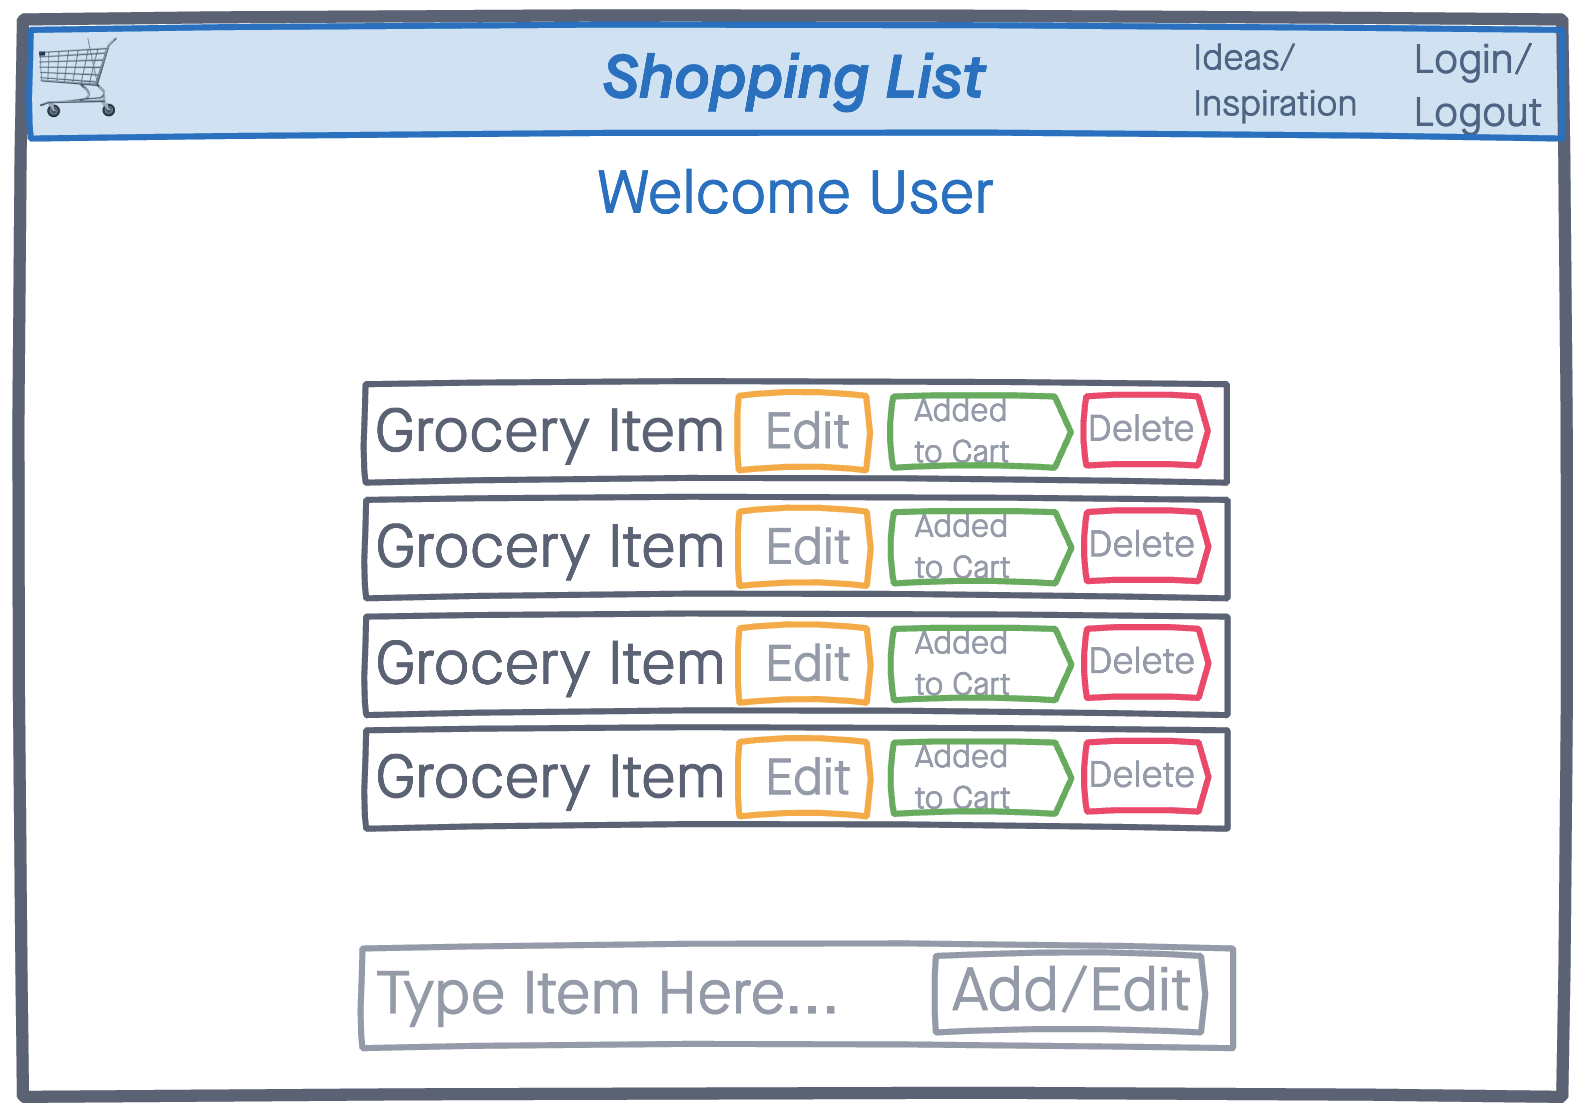 Shopping List
Ideas/
Inspiration
Login/
Logout
Welcome User
Grocery Item
Edit
Added
to Cart
Delete
Grocery Item
Edit
Added
to Cart
Delete
Grocery Item
Edit
Added
to Cart
Delete
Grocery Item
Edit
Added
to Cart
Delete
Type Item Here...
Add/Edit